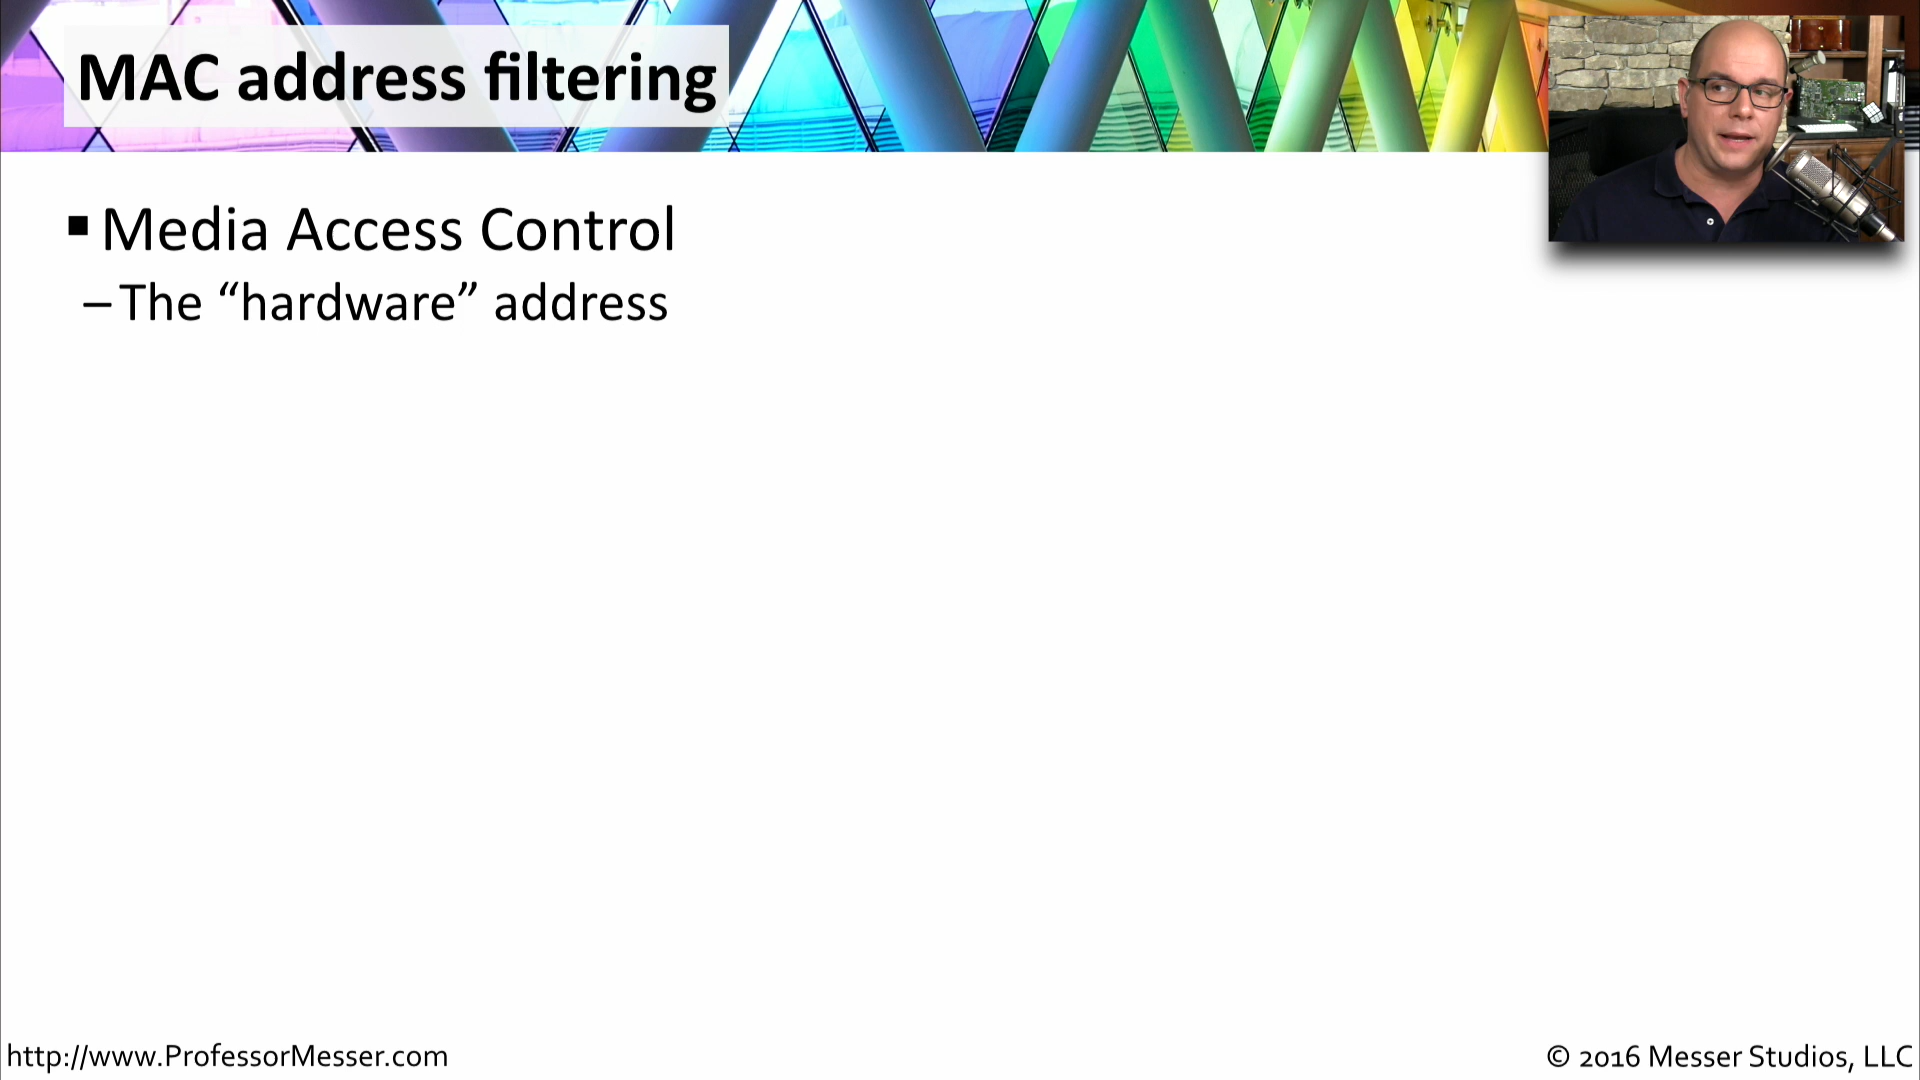 MAC address filtering
▪ Media Access Control
– The “hardware” address
http://www.ProfessorMesser.com
© 2016 Messer Studios, LLC